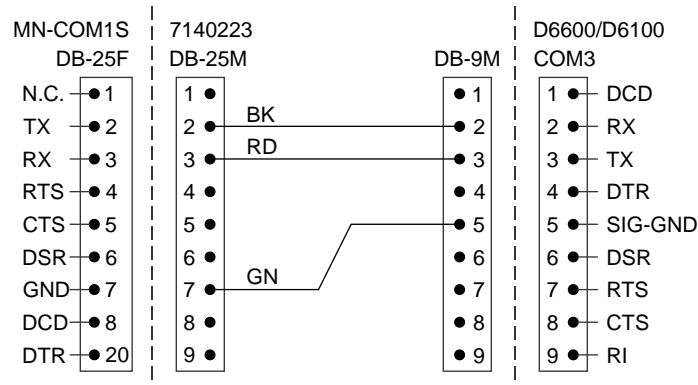 MN-COM1S 7140223 D6600/D6100
DB-25F DB-25M DB-9M COM3
N.C. 1 1 1 1 DCD
BK
TX 2 2 2 2 RX
RD
RX 3 3 3 3 TX
RTS 4 4 4 4 DTR
CTS 5 5 5 5 SIG-GND
DSR 6 6 6 6 DSR
GN
GND 7 7 7 7 RTS
DCD 8 8 8 8 CTS
DTR 20 9 9 9 RI